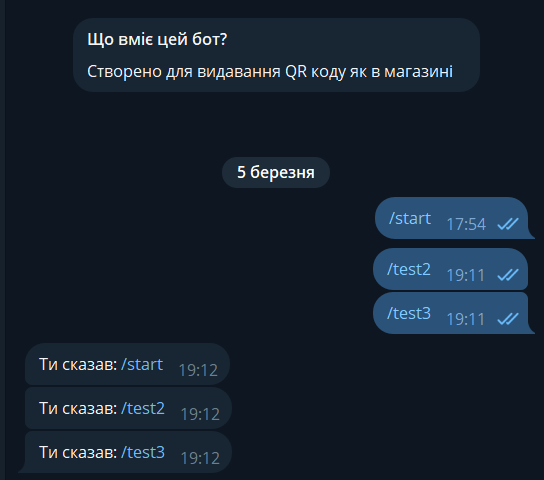 Що вміє цей бот?
Створено для видавання QR коду як в магазині
5 березня
/start 17:54
/test2 19:11
/test3 19:11
Ти сказав: /start 19:12
Ти сказав: /test2 19:12
Ти сказав: /test3 19:12